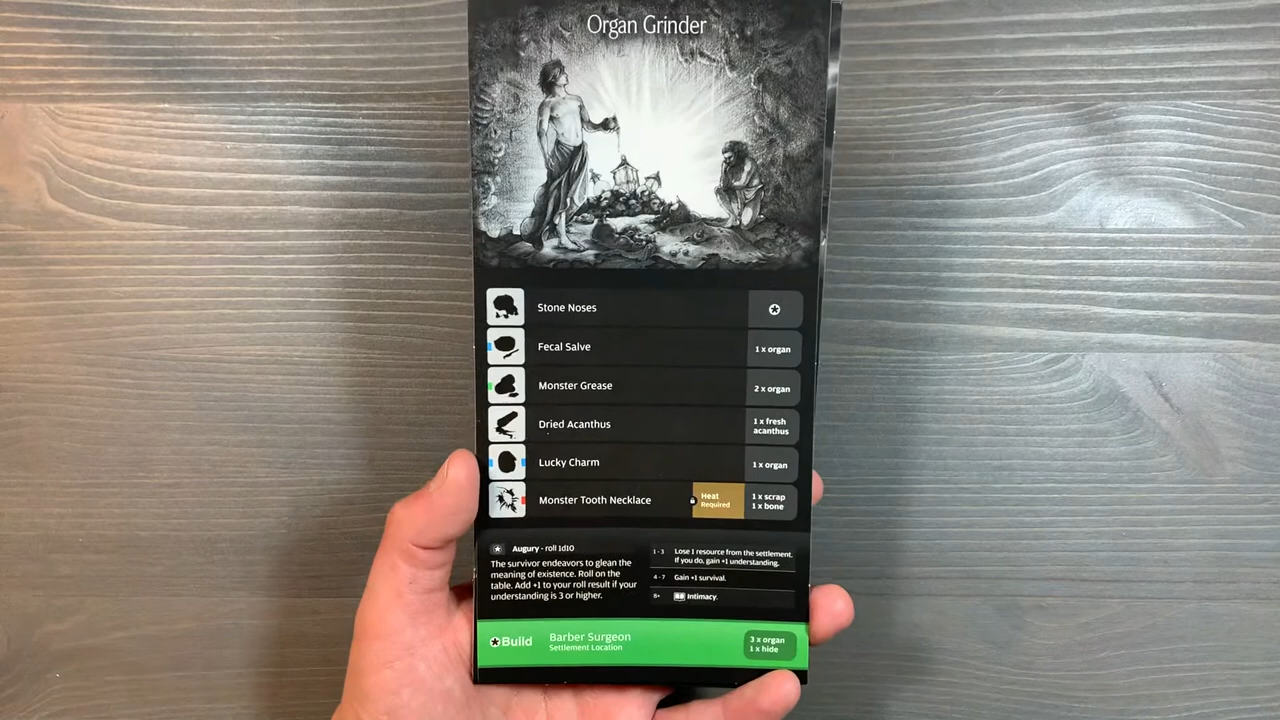 Organ Grinder
Stone Noses
Fecal Salve
1 x organ
Monster Grease
2 x organ
Dried Acanthus
1 x fresh
acanthus
Lucky Charm
1 x organ
Monster Tooth Necklace
Heat
Required
1 x scrap
1 x bone
Augury - roll 1d10
The survivor endeavors to glean the
meaning of existence. Roll on the
table. Add +1 to your roll result if your
understanding is 3 or higher.
1 - 3 Lose 1 resource from the settlement.
If you do, gain +1 understanding.
4 - 7 Gain +1 survival.
8+ Intimacy.
Build
Barber Surgeon
Settlement Location
3 x organ
1 x hide